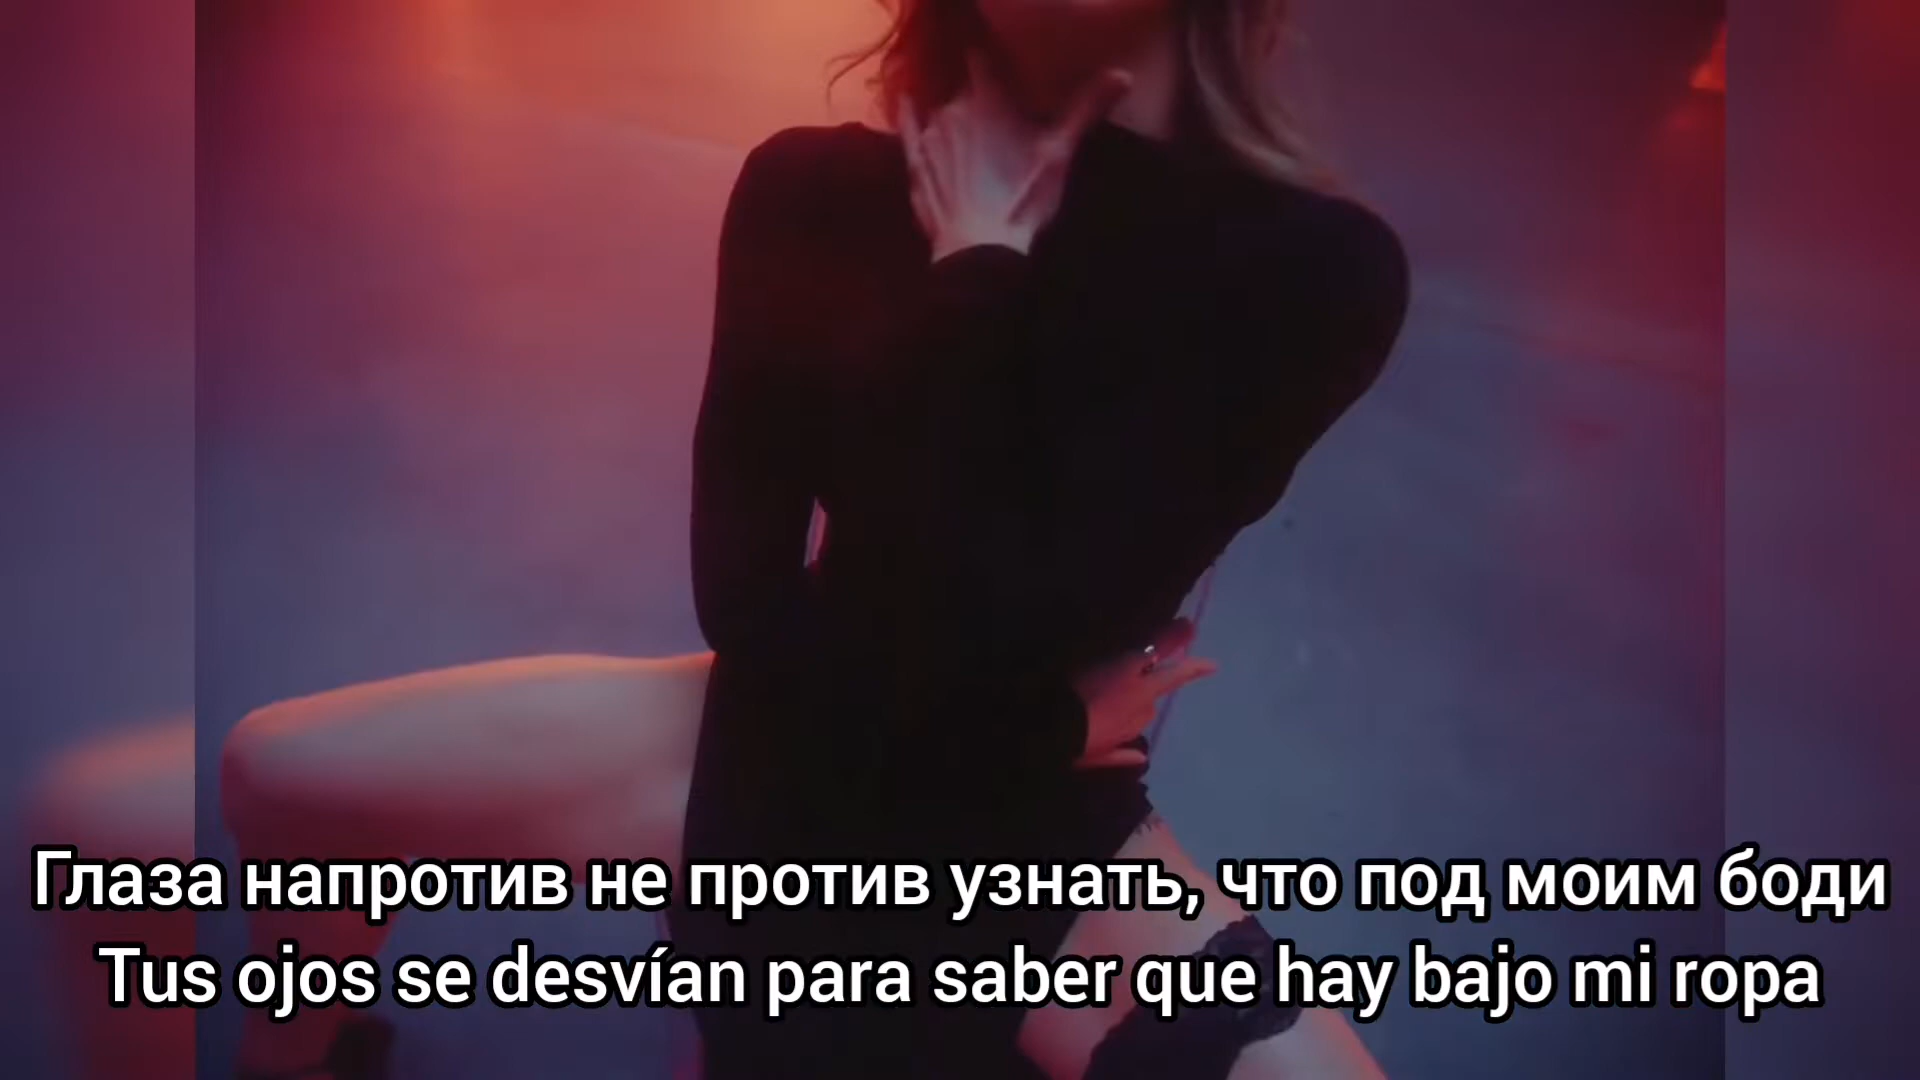 Глаза напротив не против узнать, что под моим боди
Tus ojos se desvían para saber que hay bajo mi ropa